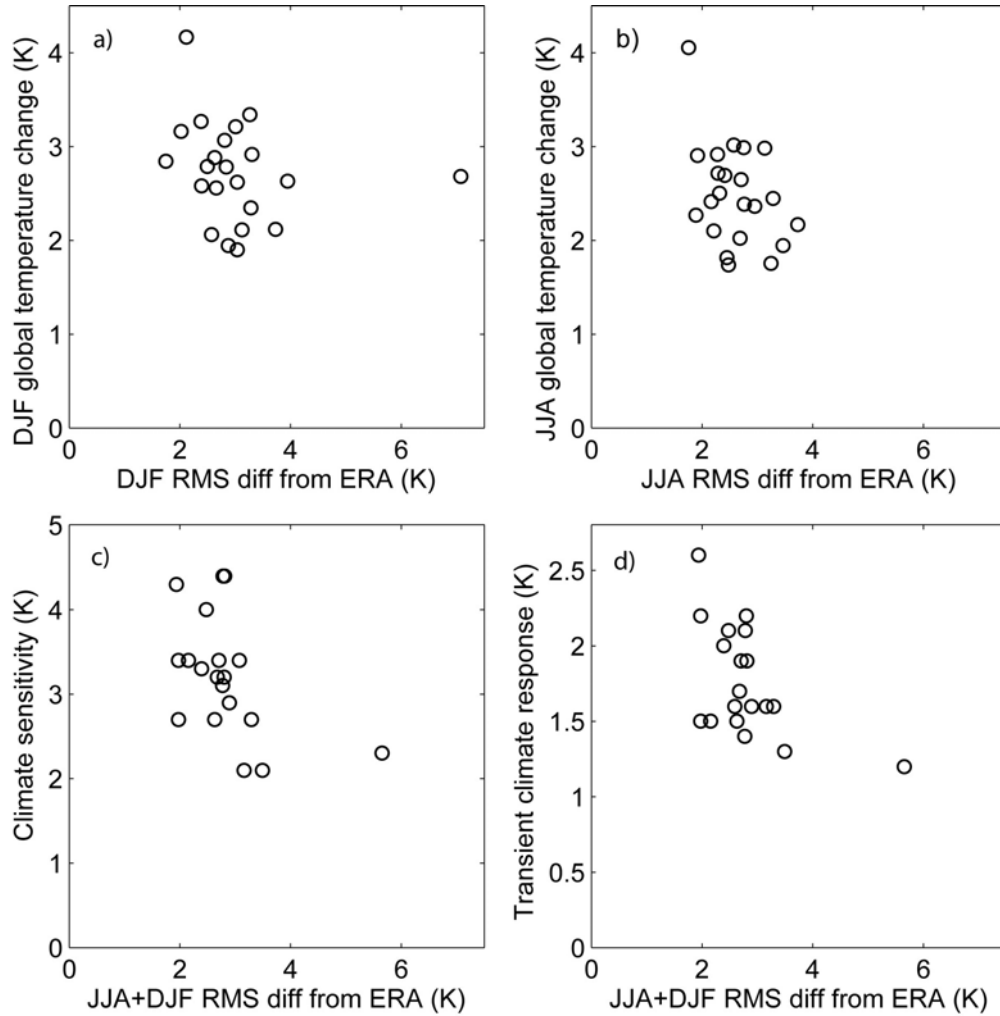 a)
4
3
2
1
0
0 2 4 6
DJF global temperature change (K)
DJF RMS diff from ERA (K)
b)
4
3
2
1
0
0 2 4 6
JJA global temperature change (K)
JJA RMS diff from ERA (K)
c)
5
4
3
2
1
0
0 2 4 6
Climate sensitivity (K)
JJA+DJF RMS diff from ERA (K)
d)
2.5
2
1.5
1
0.5
0
0 2 4 6
Transient climate response (K)
JJA+DJF RMS diff from ERA (K)